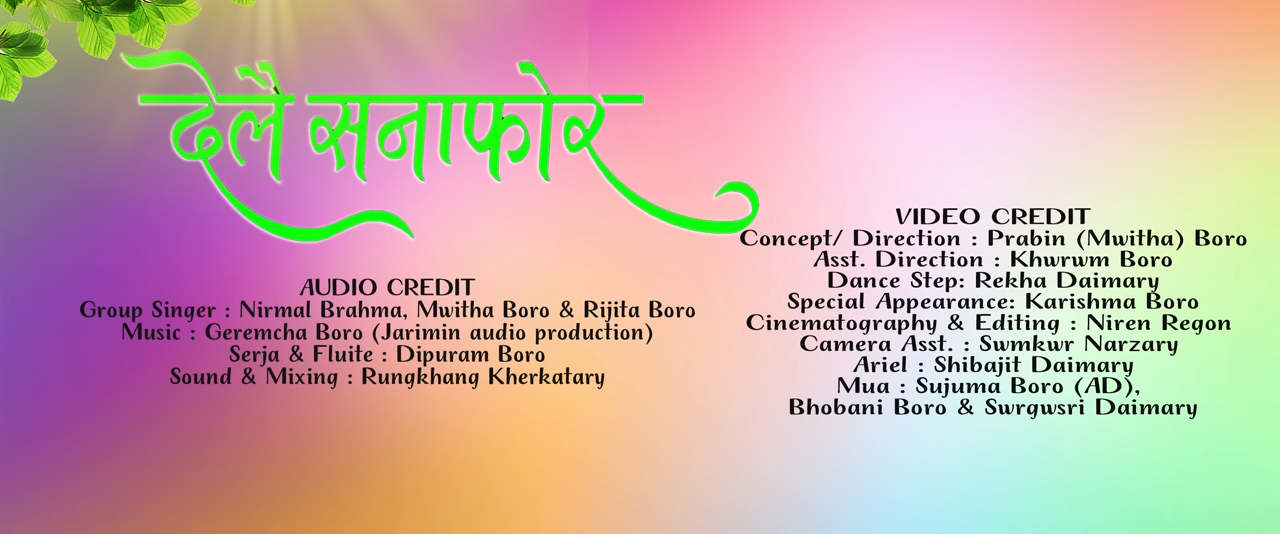 देलै सनाफोर
AUDIO CREDIT
Group Singer : Nirmal Brahma, Mwitha Boro & Rijita Boro
Music : Geremcha Boro (Jarimin audio production)
Serja & Fluite : Dipuram Boro
Sound & Mixing : Rungkhang Kherkatary
VIDEO CREDIT
Concept/ Direction : Prabin (Mwitha) Boro
Asst. Direction : Khwrwm Boro
Dance Step: Rekha Daimary
Special Appearance: Karishma Boro
Cinematography & Editing : Niren Regon
Camera Asst. : Swmkwr Narzary
Ariel : Shibajit Daimary
Mua : Sujuma Boro (AD),
Bhobani Boro & Swrgwsri Daimary